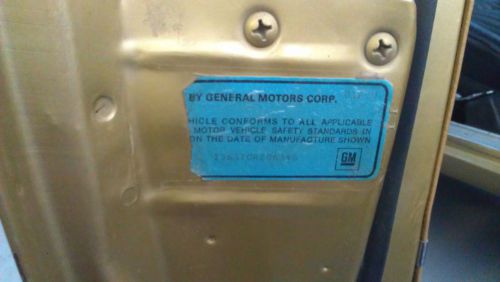 BY GENERAL MOTORS CORP.
HICLE CONFORMS TO ALL APPLICABLE
MOTOR VEHICLE SAFETY STANDARDS IN
ON THE DATE OF MANUFACTURE SHOWN
GM